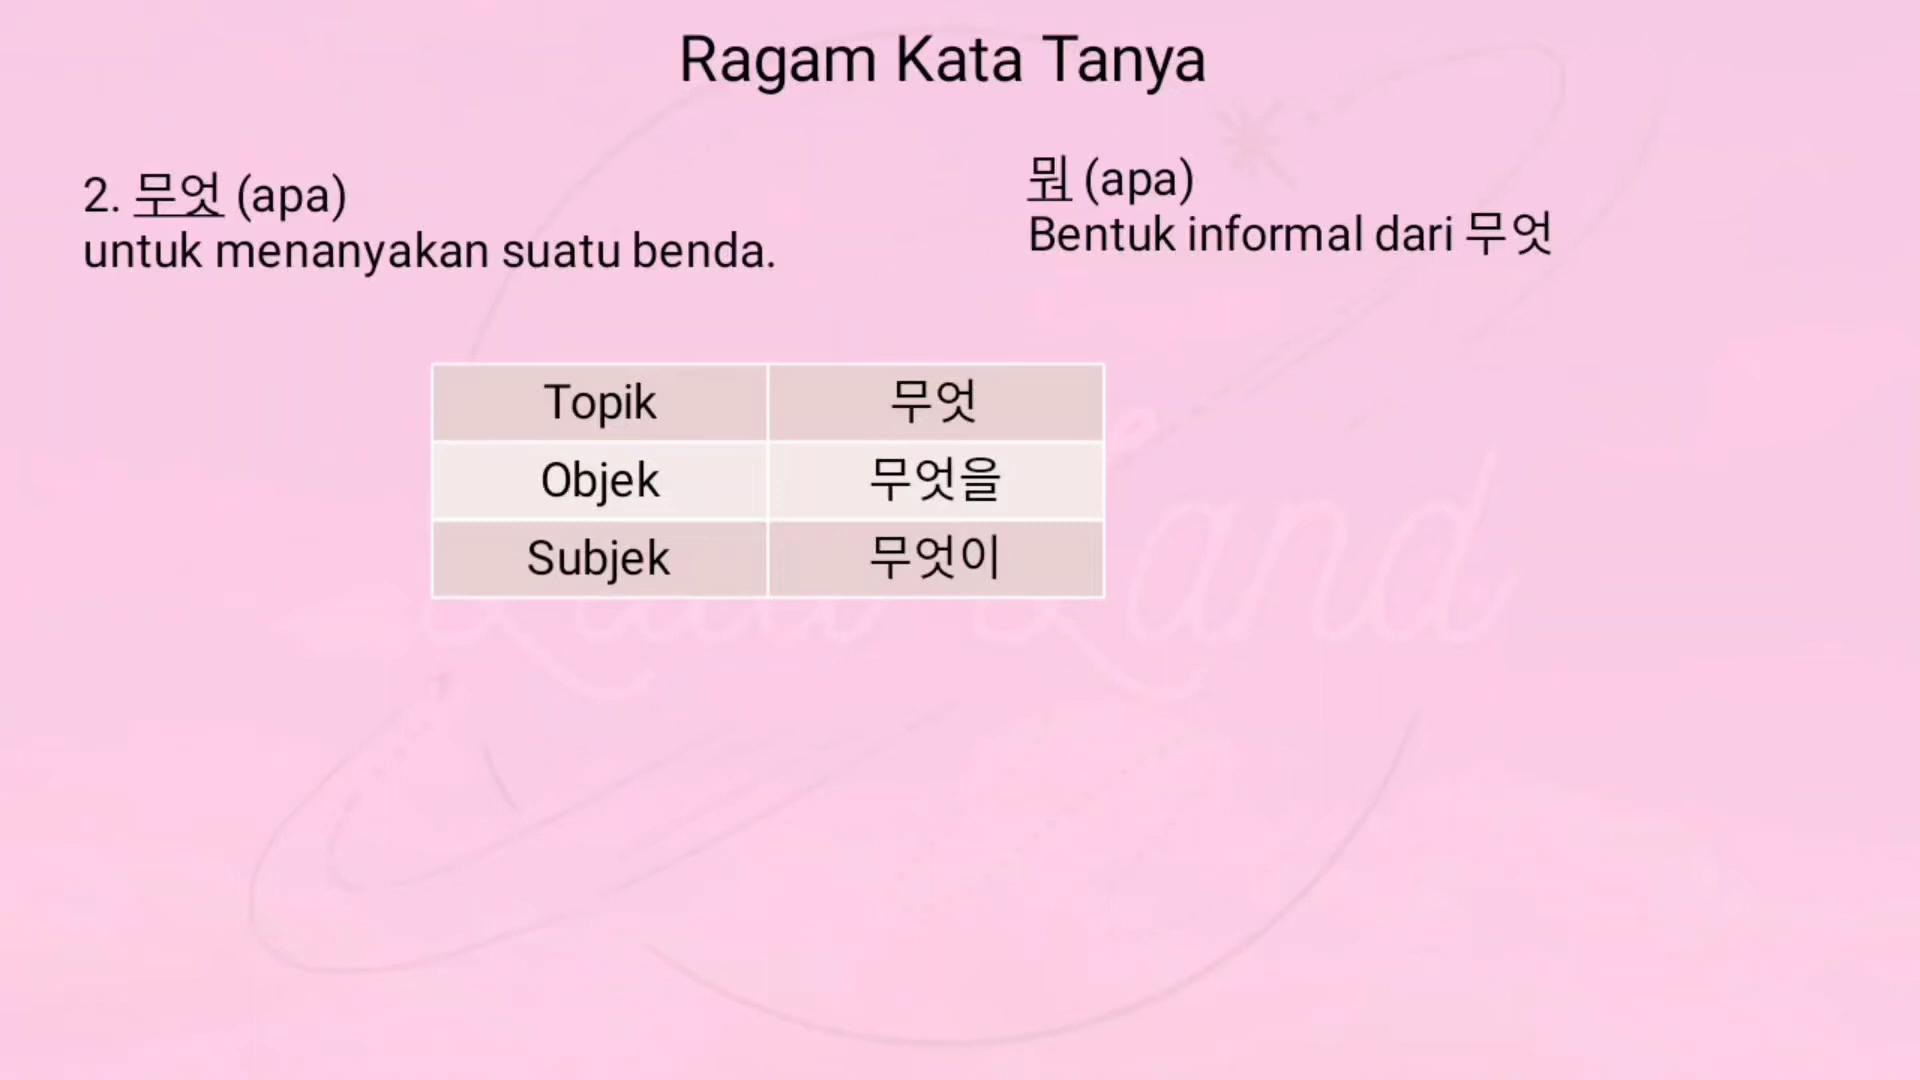 Ragam Kata Tanya
2. 무엇 (apa)
untuk menanyakan suatu benda.
뭐 (apa)
Bentuk informal dari 무엇
Topik 무엇
Objek 무엇을
Subjek 무엇이
Land